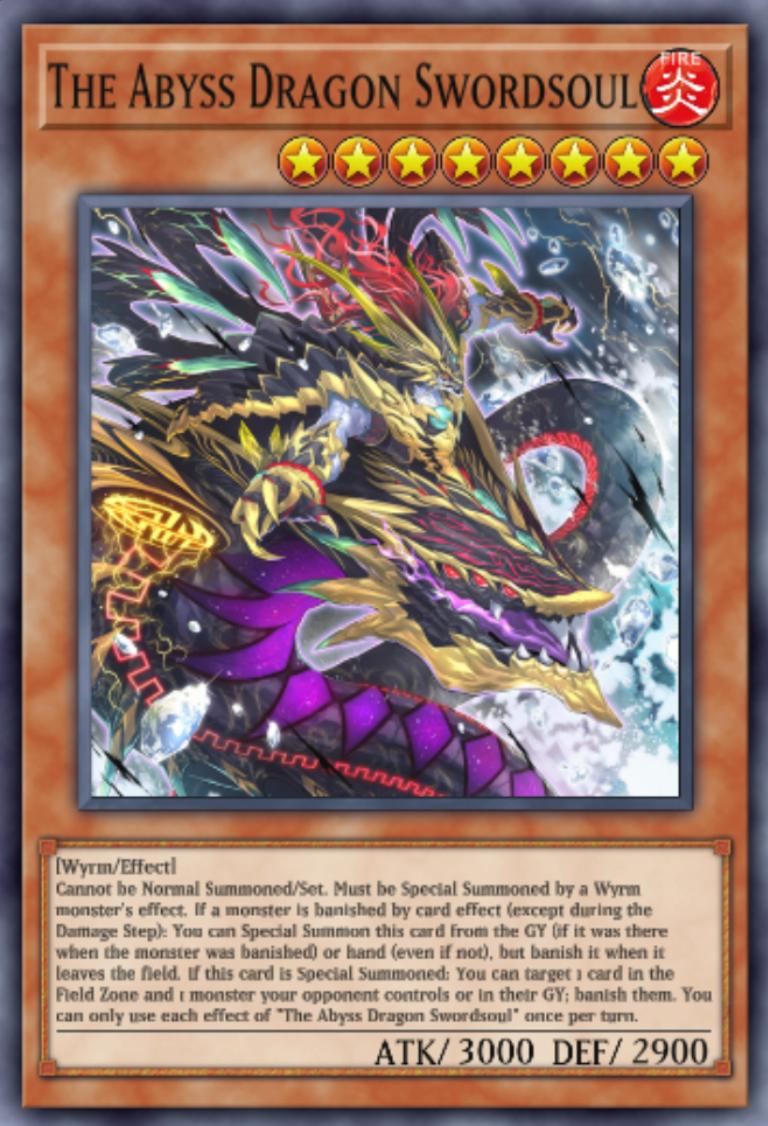 The Abyss Dragon Swordsoul
FIRE
炎
[Wyrm/Effect]
Cannot be Normal Summoned/Set. Must be Special Summoned by a Wyrm
monster's effect. If a monster is banished by card effect (except during the
Damage Step): You can Special Summon this card from the GY (if it was there
when the monster was banished) or hand (even if not), but banish it when it
leaves the field. If this card is Special Summoned: You can target 1 card in the
Field Zone and 1 monster your opponent controls or in their GY; banish them. You
can only use each effect of "The Abyss Dragon Swordsoul" once per turn.
ATK/ 3000 DEF/ 2900